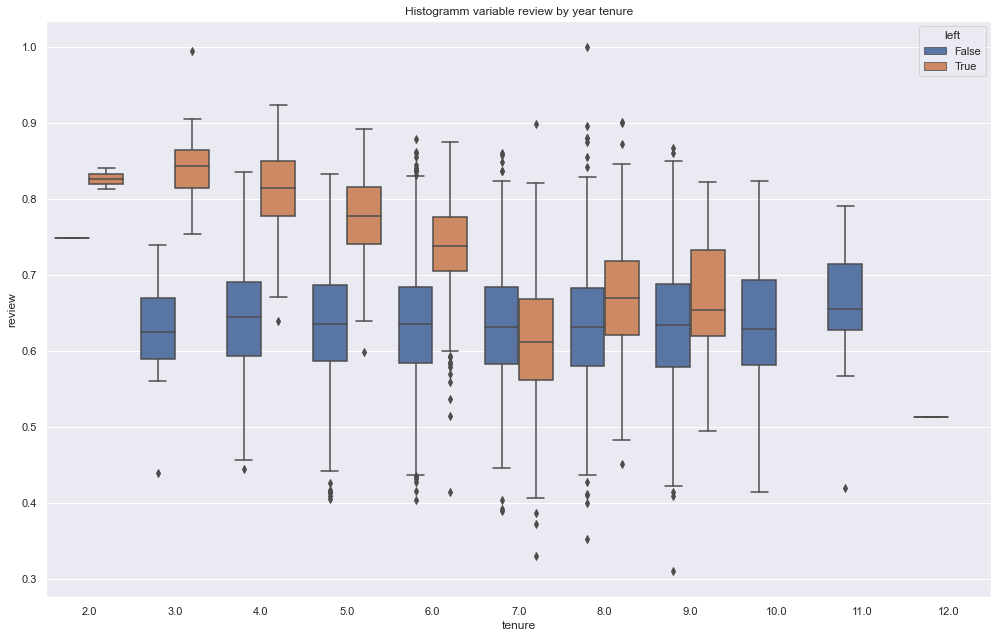 Histogramm variable review by year tenure
left
False
True
1.0
0.9
0.8
0.7
0.6
0.5
0.4
0.3
review
2.0 3.0 4.0 5.0 6.0 7.0 8.0 9.0 10.0 11.0 12.0
tenure